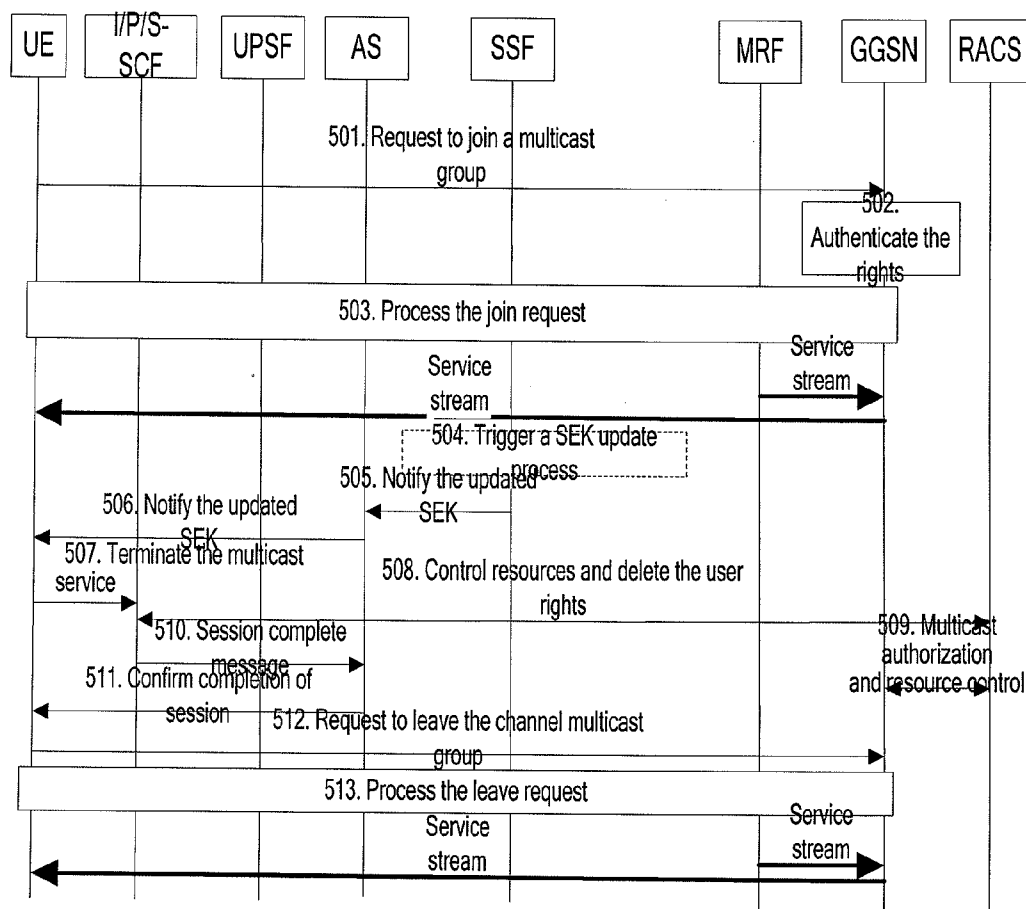 UE
I/P/S-
SCF
UPSF
AS
SSF
MRF
GGSN
RACS
501. Request to join a multicast
group
502.
Authenticate the
rights
503. Process the join request
Service
stream
Service
stream
504. Trigger a SEK update
process
505. Notify the updated
SEK
506. Notify the updated
SEK
507. Terminate the multicast
service
508. Control resources and delete the user
rights
509. Multicast
authorization
and resource control
510. Session complete
message
511. Confirm completion of
session
512. Request to leave the channel multicast
group
513. Process the leave request
Service
stream
Service
stream